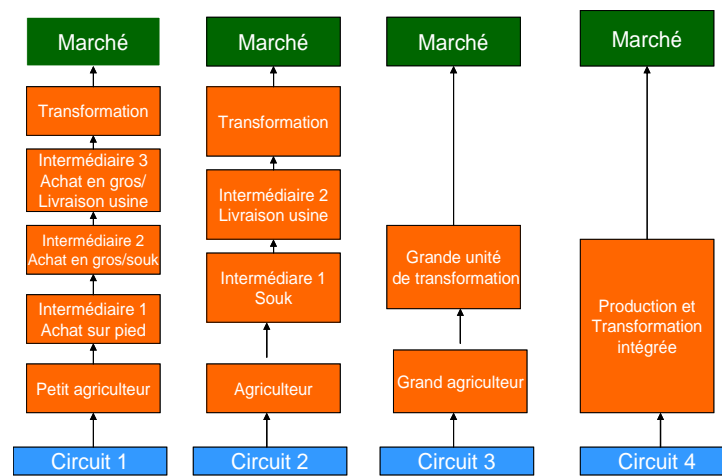 Marché
Transformation
Intermédiaire 3
Achat en gros/
Livraison usine
Intermédiaire 2
Achat en gros/souk
Intermédiaire 1
Achat sur pied
Petit agriculteur
Circuit 1
Marché
Transformation
Intermédiaire 2
Livraison usine
Intermédiaire 1
Souk
Agriculteur
Circuit 2
Marché
Grande unité
de transformation
Grand agriculteur
Circuit 3
Marché
Production et
Transformation
intégrée
Circuit 4